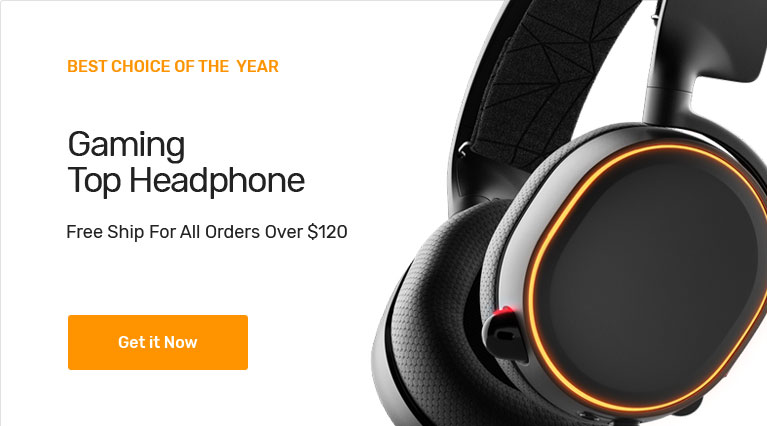 BEST CHOICE OF THE YEAR
Gaming
Top Headphone
Free Ship For All Orders Over $120
Get it Now